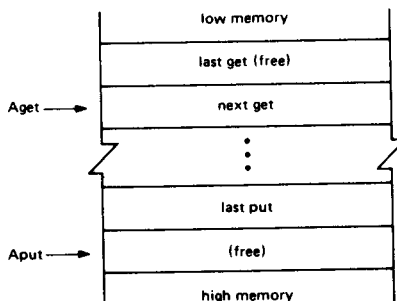 low memory
last get (free)
Aget
next get
last put
Aput
(free)
high memory